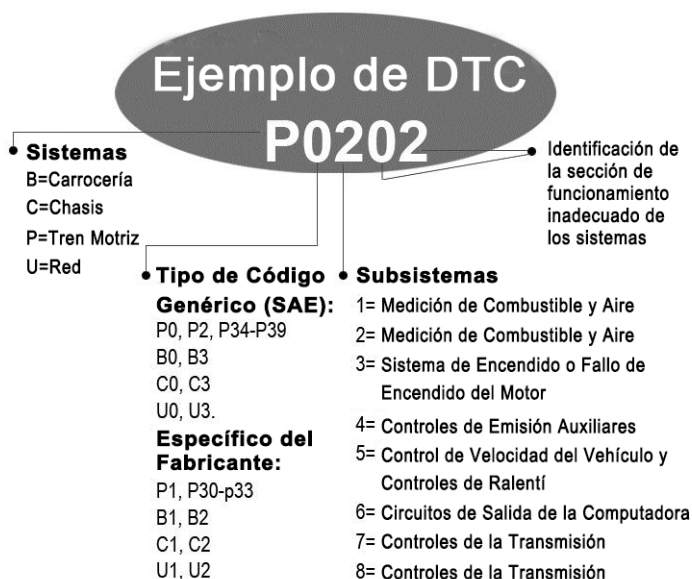 Ejemplo de DTC
P0202
Sistemas
B=Carrocería
C=Chasis
P=Tren Motriz
U=Red
Identificación de
la sección de
funcionamiento
inadecuado de
los sistemas
Tipo de Código
Genérico (SAE):
P0, P2, P34-P39
B0, B3
C0, C3
U0, U3.
Específico del
Fabricante:
P1, P30-p33
B1, B2
C1, C2
U1, U2
Subsistemas
1= Medición de Combustible y Aire
2= Medición de Combustible y Aire
3= Sistema de Encendido o Fallo de
Encendido del Motor
4= Controles de Emisión Auxiliares
5= Control de Velocidad del Vehículo y
Controles de Ralentí
6= Circuitos de Salida de la Computadora
7= Controles de la Transmisión
8= Controles de la Transmisión